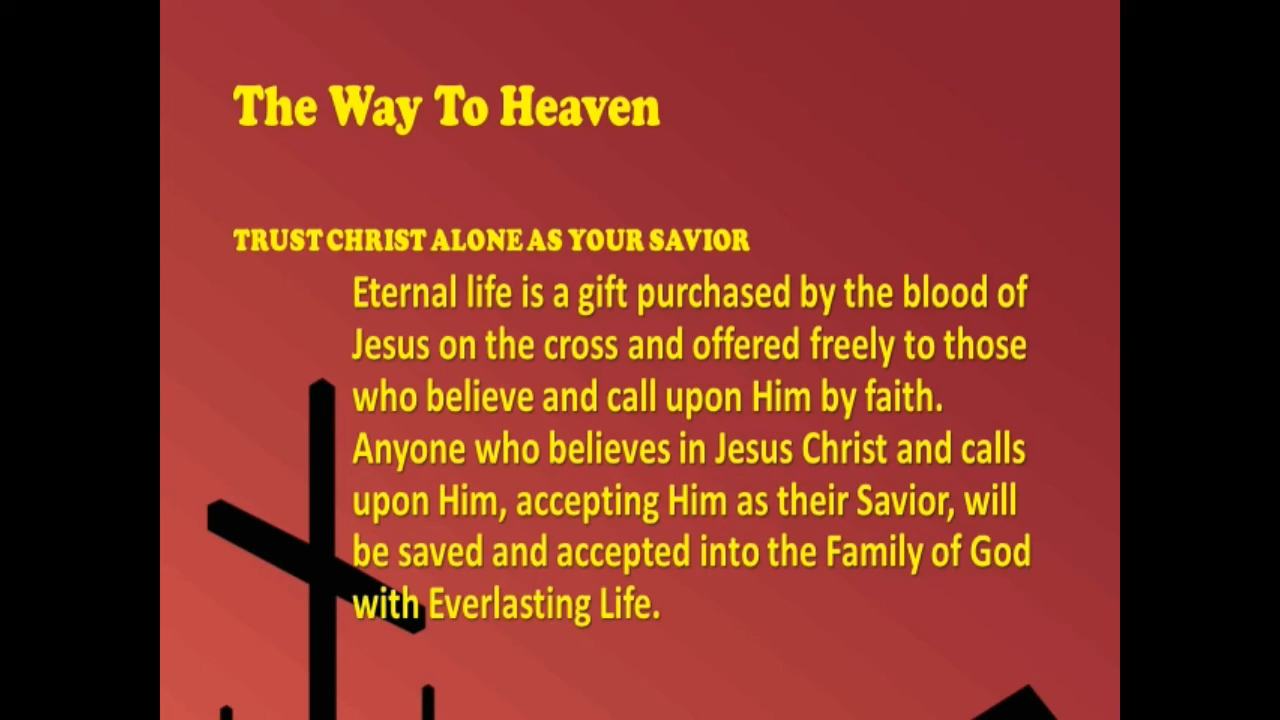 The Way To Heaven
TRUST CHRIST ALONE AS YOUR SAVIOR
Eternal life is a gift purchased by the blood of
Jesus on the cross and offered freely to those
who believe and call upon Him by faith.
Anyone who believes in Jesus Christ and calls
upon Him, accepting Him as their Savior, will
be saved and accepted into the Family of God
with Everlasting Life.